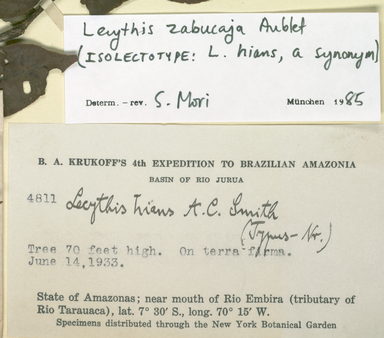 Lecythis zabucaja Aublet
(ISOLECTOTYPE: L. hians, a synonym)
Determ. – rev. S. Mori München 1985
B. A. KRUKOFF'S 4th EXPEDITION TO BRAZILIAN AMAZONIA
BASIN OF RIO JURUA
4811 Lecythis hians A.C. Smith
(Typus-Nr.)
Tree 70 feet high. On terra firma.
June 14,1933.
State of Amazonas; near mouth of Rio Embira (tributary of
Rio Tarauaca), lat. 7° 30' S., long. 70° 15' W.
Specimens distributed through the New York Botanical Garden